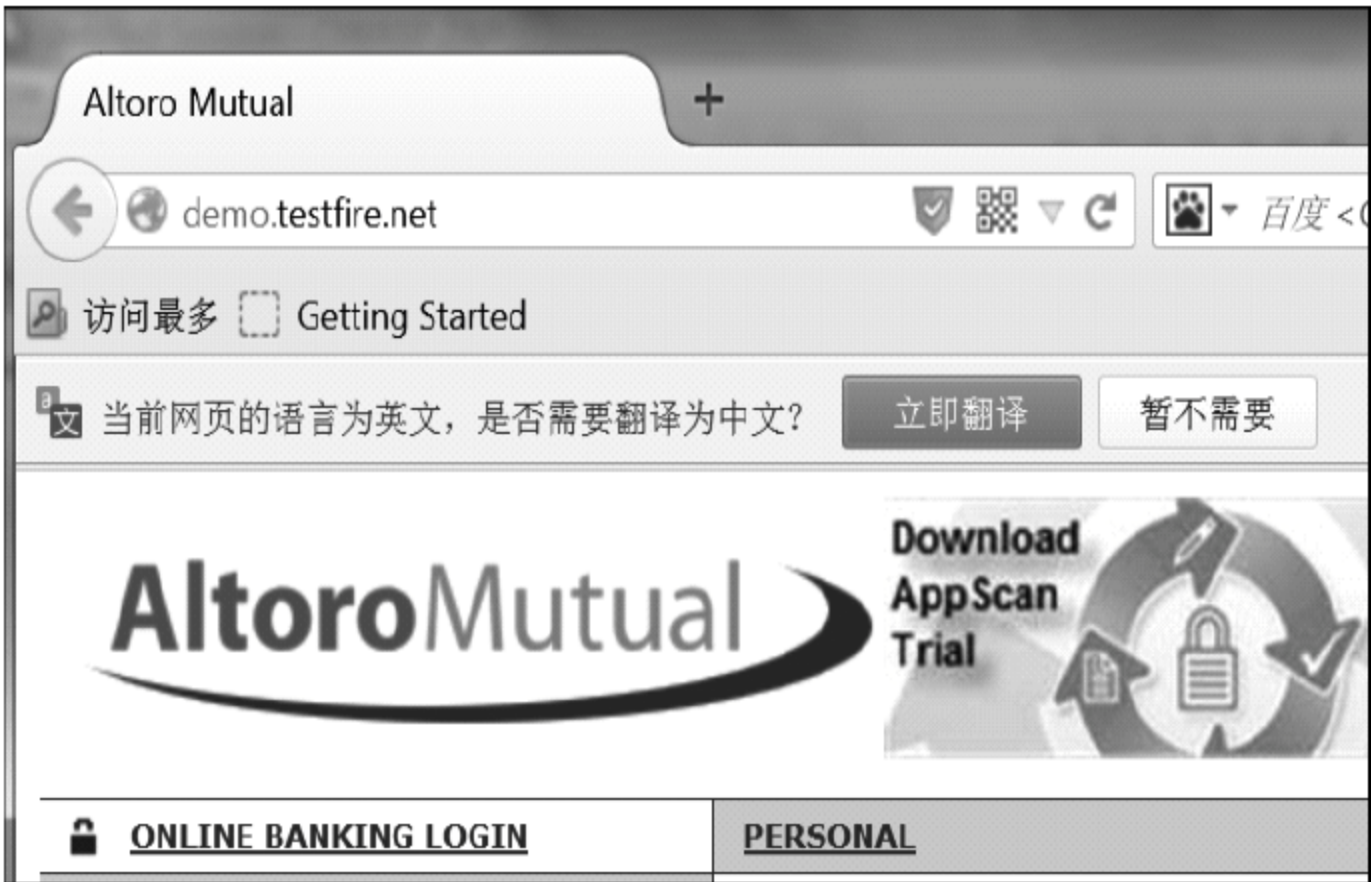 Altoro Mutual
demo.testfire.net
百度
访问最多 Getting Started
当前网页的语言为英文，是否需要翻译为中文？ 立即翻译 暂不需要
AltoroMutual
Download
AppScan
Trial
ONLINE BANKING LOGIN PERSONAL